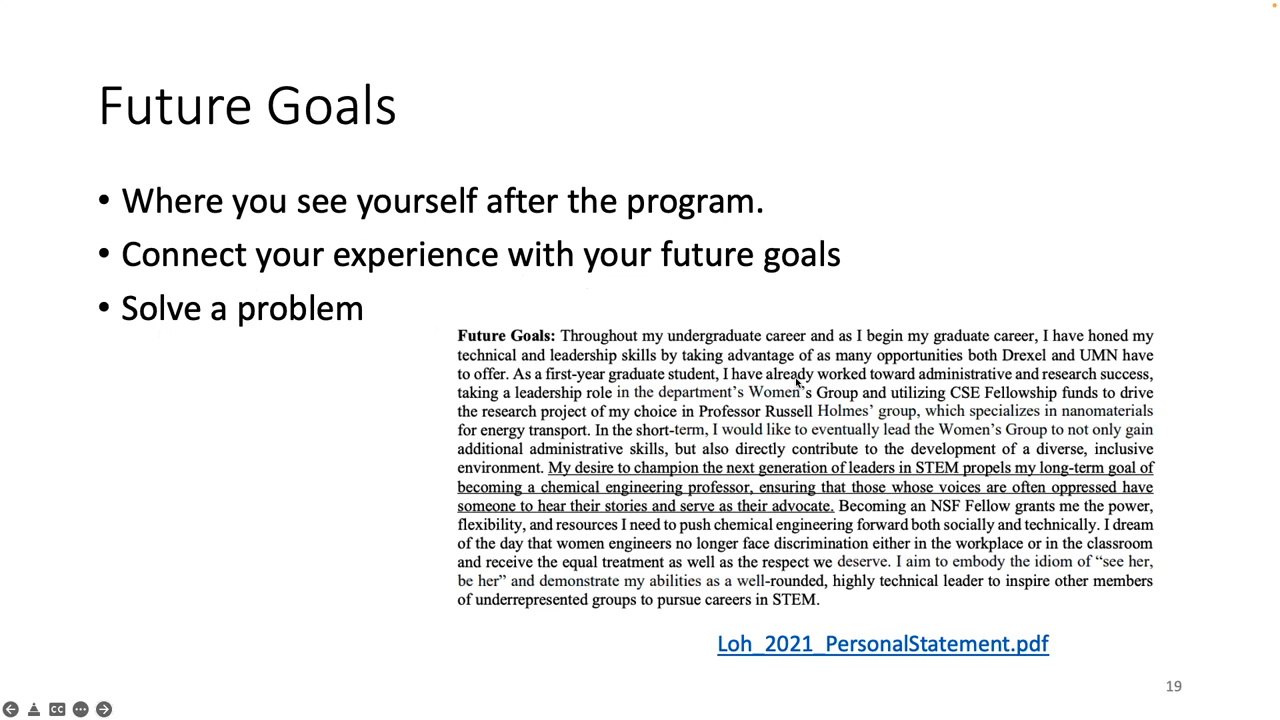 Future Goals
• Where you see yourself after the program.
• Connect your experience with your future goals
• Solve a problem
Future Goals: Throughout my undergraduate career and as I begin my graduate career, I have honed my
technical and leadership skills by taking advantage of as many opportunities both Drexel and UMN have
to offer. As a first-year graduate student, I have already worked toward administrative and research success,
taking a leadership role in the department's Women's Group and utilizing CSE Fellowship funds to drive
the research project of my choice in Professor Russell Holmes' group, which specializes in nanomaterials
for energy transport. In the short-term, I would like to eventually lead the Women's Group to not only gain
additional administrative skills, but also directly contribute to the development of a diverse, inclusive
environment. My desire to champion the next generation of leaders in STEM propels my long-term goal of
becoming a chemical engineering professor, ensuring that those whose voices are often oppressed have
someone to hear their stories and serve as their advocate. Becoming an NSF Fellow grants me the power,
flexibility, and resources I need to push chemical engineering forward both socially and technically. I dream
of the day that women engineers no longer face discrimination either in the workplace or in the classroom
and receive the equal treatment as well as the respect we deserve. I aim to embody the idiom of “see her,
be her” and demonstrate my abilities as a well-rounded, highly technical leader to inspire other members
of underrepresented groups to pursue careers in STEM.
Loh_2021_PersonalStatement.pdf
19
CC